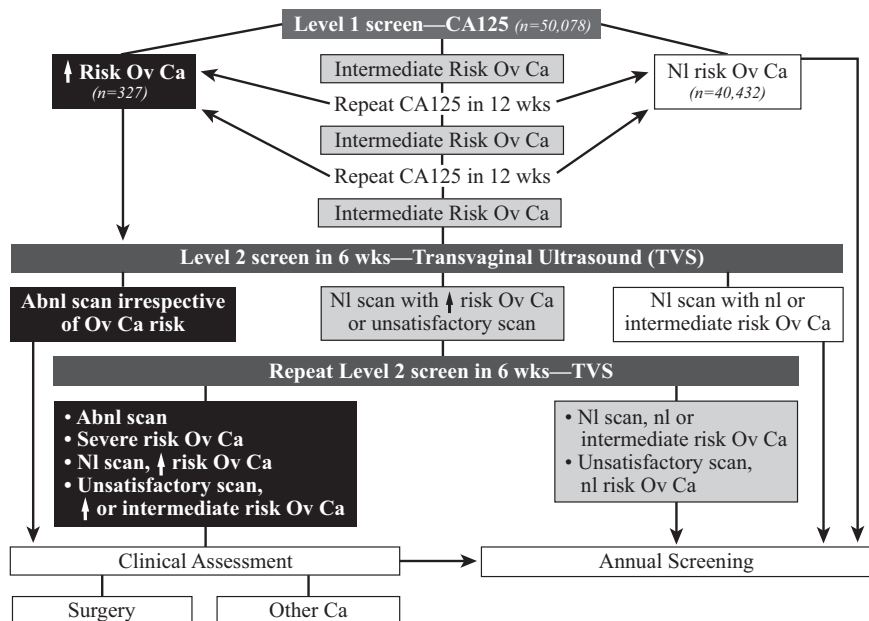 Level 1 screen—CA125 (n=50,078)
↑ Risk Ov Ca
(n=327)
Intermediate Risk Ov Ca
Nl risk Ov Ca
(n=40,432)
Repeat CA125 in 12 wks
Intermediate Risk Ov Ca
Repeat CA125 in 12 wks
Intermediate Risk Ov Ca
Level 2 screen in 6 wks—Transvaginal Ultrasound (TVS)
Abnl scan irrespective
of Ov Ca risk
Nl scan with ↑ risk Ov Ca
or unsatisfactory scan
Nl scan with nl or
intermediate risk Ov Ca
Repeat Level 2 screen in 6 wks—TVS
• Abnl scan
• Severe risk Ov Ca
• Nl scan, ↑ risk Ov Ca
• Unsatisfactory scan,
↑ or intermediate risk Ov Ca
• Nl scan, nl or
intermediate risk Ov Ca
• Unsatisfactory scan,
nl risk Ov Ca
Clinical Assessment
Annual Screening
Surgery
Other Ca